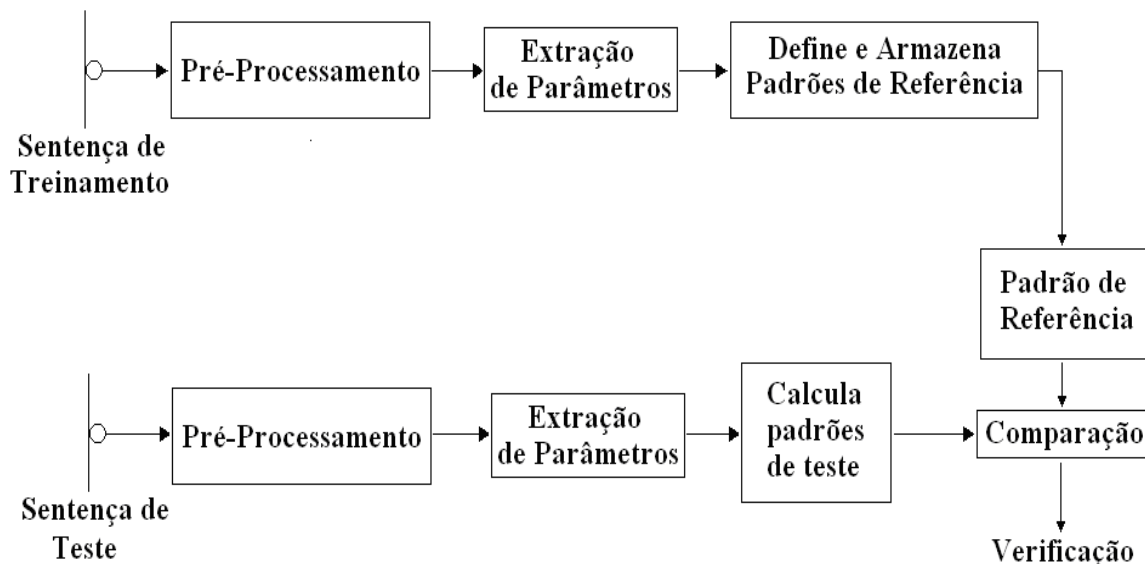 Pré-Processamento
Extração
de Parâmetros
Define e Armazena
Padrões de Referência
Sentença de
Treinamento
Padrão de
Referência
Pré-Processamento
Extração
de Parâmetros
Calcula
padrões
de teste
Comparação
Sentença de
Teste
Verificação